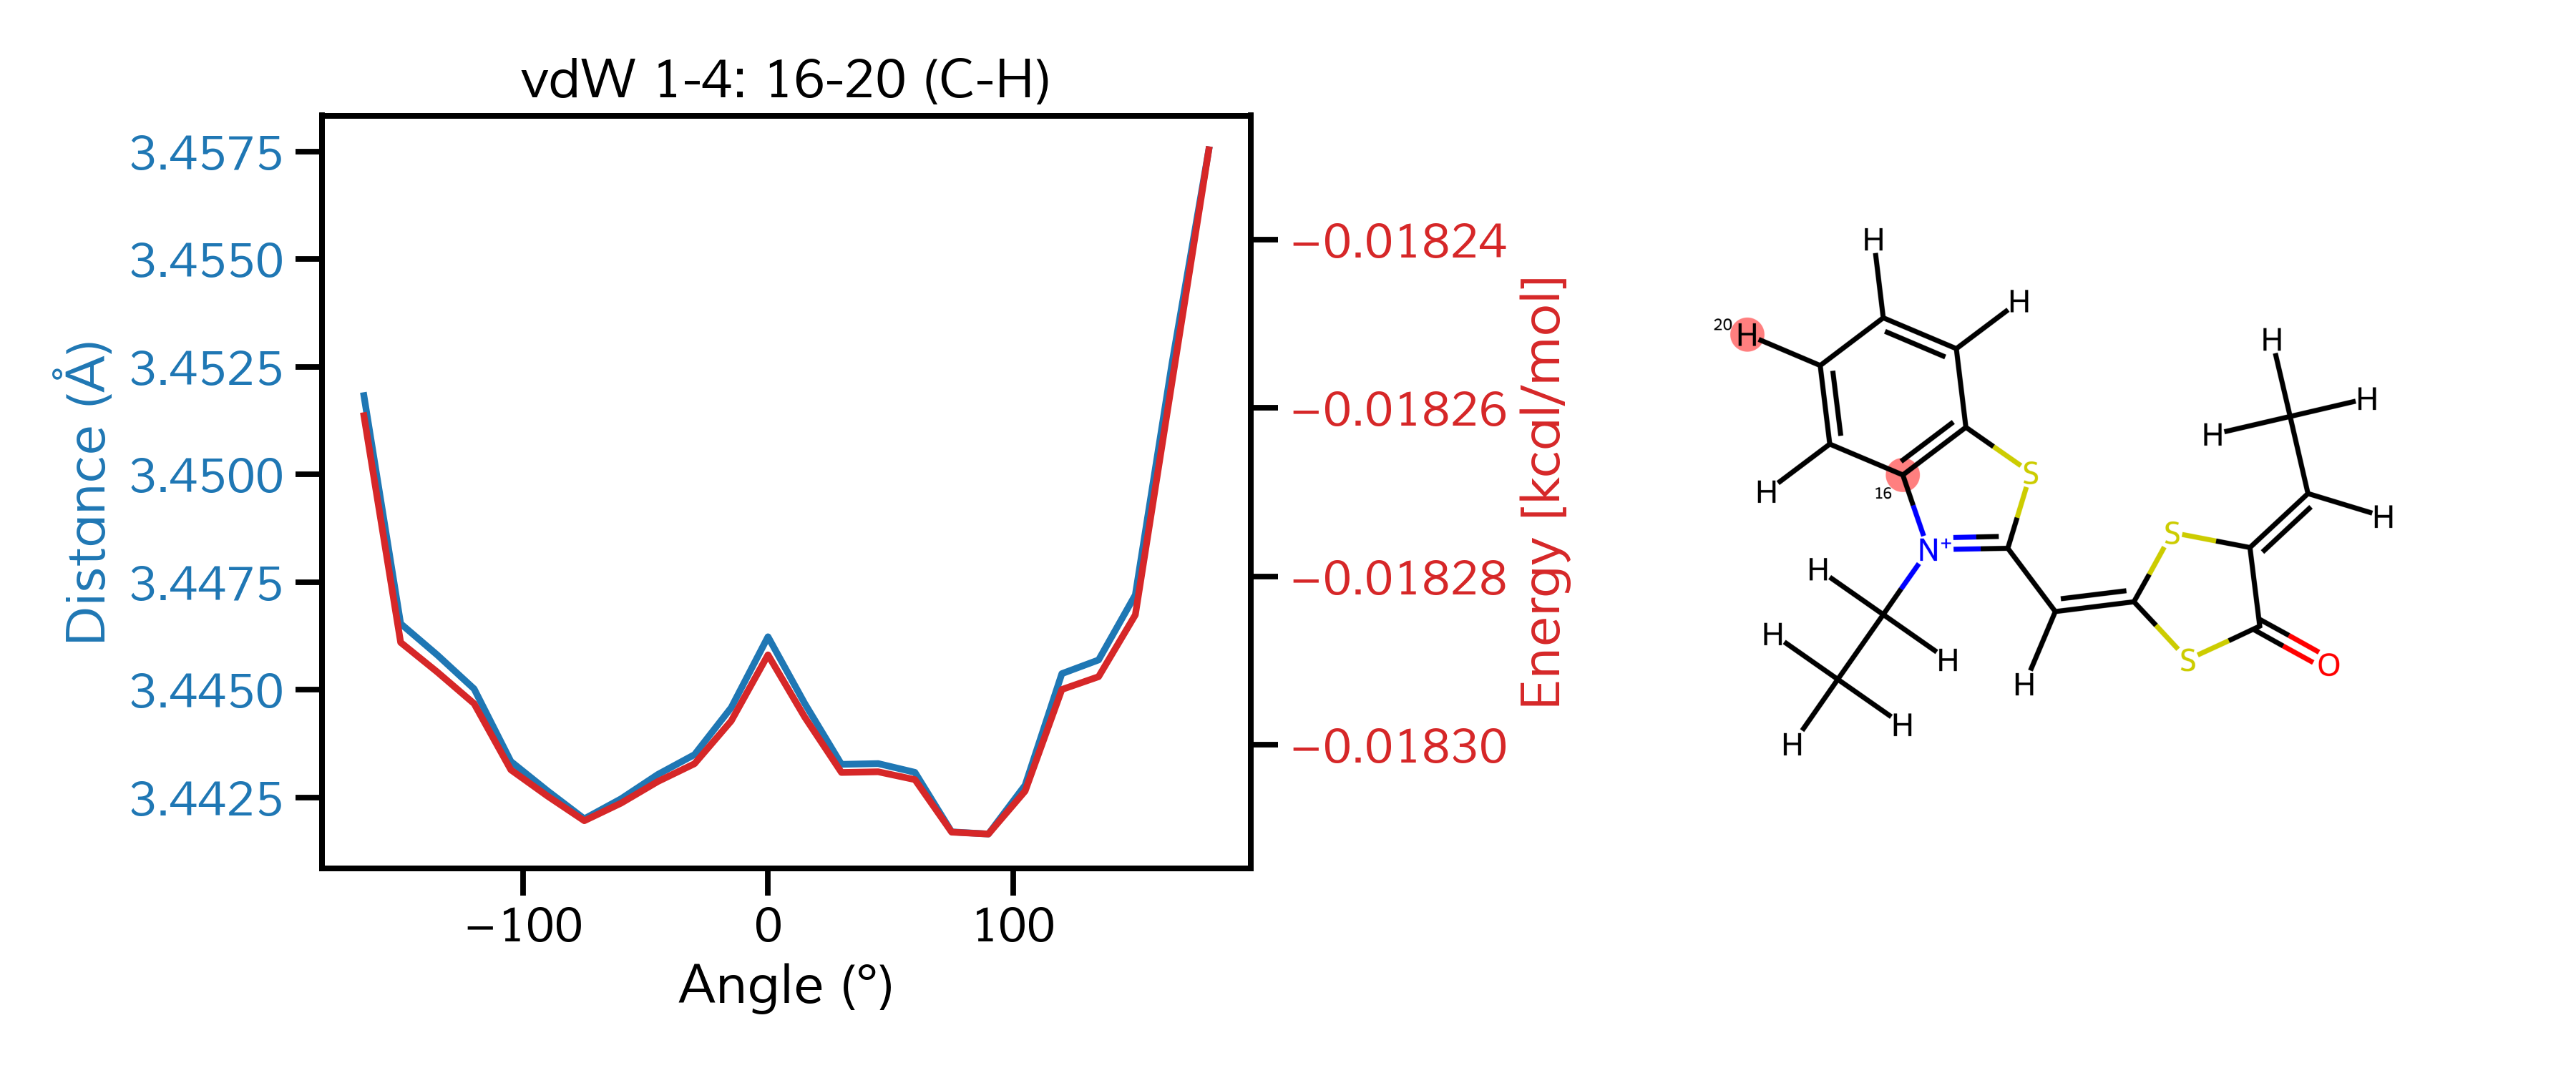 vdW 1-4: 16-20 (C-H)
Distance (Å)
3.4575
3.4550
3.4525
3.4500
3.4475
3.4450
3.4425
−100
0
100
Angle (°)
−0.01824
−0.01826
−0.01828
−0.01830
Energy [kcal/mol]
H
H
20 H
H
H
H
S
16
H
S
H
N⁺
H
H
H
S
O
H
H
H
H